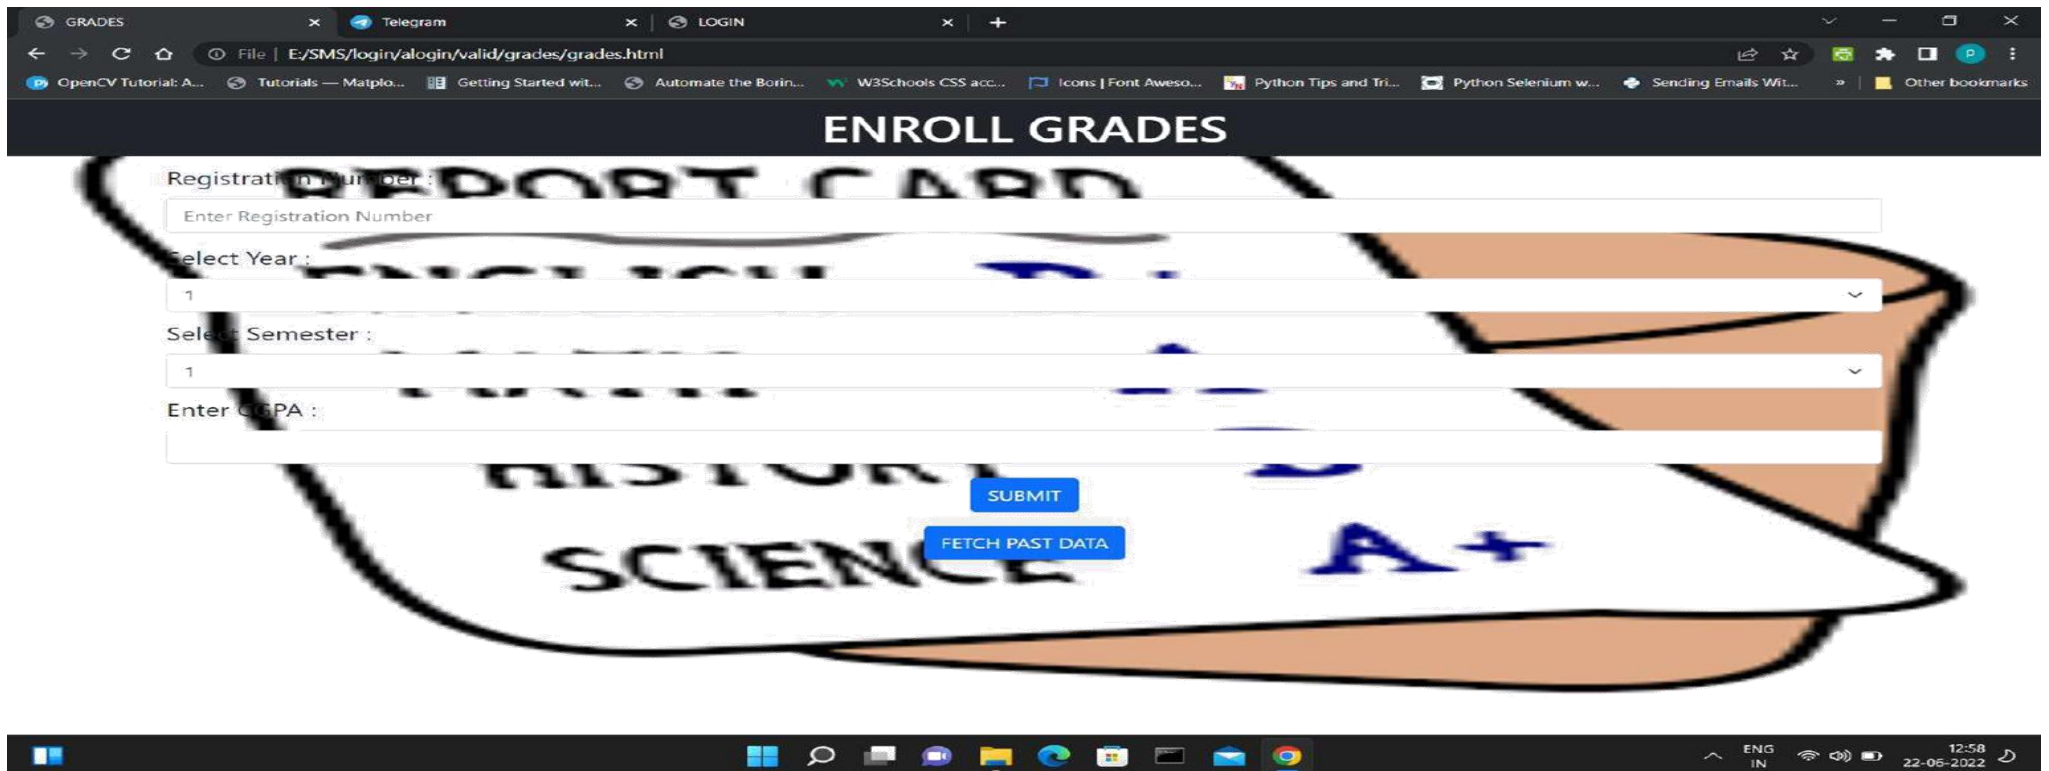 GRADES
Telegram
LOGIN
File | E:/SMS/login/alogin/valid/grades/grades.html
P
OpenCV Tutorial: A... Tutorials — Matplo... Getting Started wit... Automate the Borin... W3Schools CSS acc... Icons | Font Aweso... Python Tips and Tri... Python Selenium w... Sending Emails Wit... » Other bookmarks
ENROLL GRADES
REPORT CARD
Registration Number :
Enter Registration Number
Select Year :
ENGLISH
1
Select Semester :
MATH A-
1
Enter CGPA :
HISTORY B
SUBMIT
FETCH PAST DATA
SCIENCE A+
ENG
IN
12:58
22-06-2022